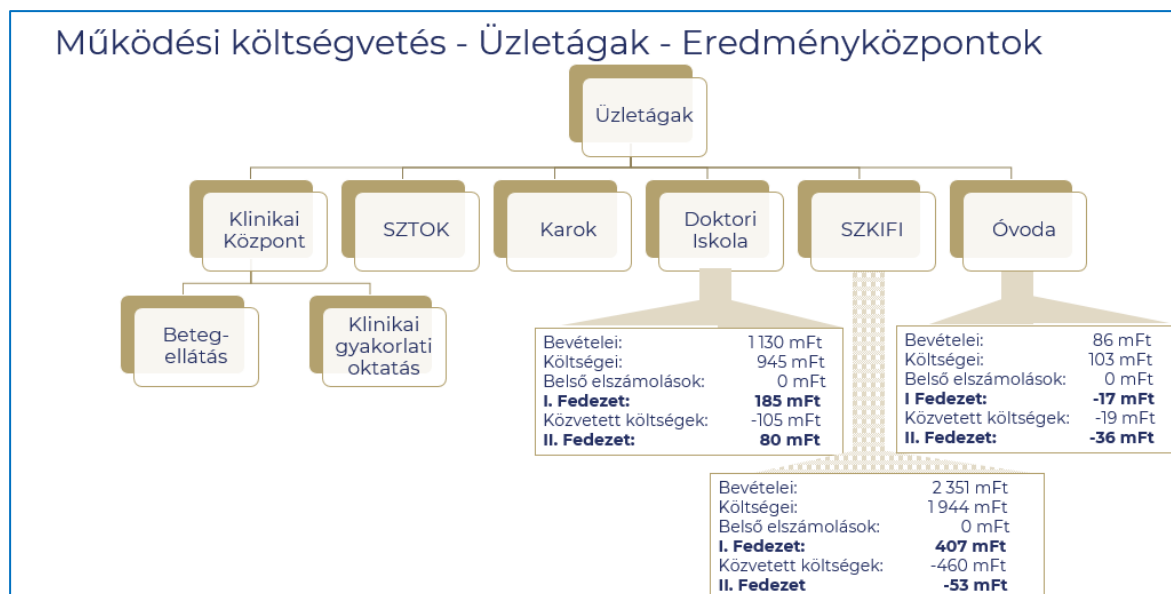 Működési költségvetés - Üzletágak - Eredményközpontok
Üzletágak
Klinikai
Központ
SZTOK
Karok
Doktori
Iskola
SZKIFI
Óvoda
Beteg-
ellátás
Klinikai
gyakorlati
oktatás
Bevételei: 1 130 mFt
Költségei: 945 mFt
Belső elszámolások: 0 mFt
I. Fedezet: 185 mFt
Közvetett költségek: -105 mFt
II. Fedezet: 80 mFt
Bevételei: 86 mFt
Költségei: 103 mFt
Belső elszámolások: 0 mFt
I Fedezet: -17 mFt
Közvetett költségek: -19 mFt
II. Fedezet: -36 mFt
Bevételei: 2 351 mFt
Költségei: 1 944 mFt
Belső elszámolások: 0 mFt
I. Fedezet: 407 mFt
Közvetett költségek: -460 mFt
II. Fedezet -53 mFt